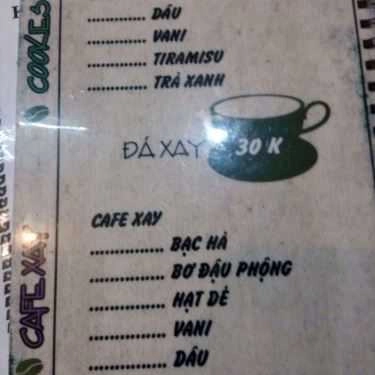 COOKIES
................ DÂU
................ VANI
................ TIRAMISU
................ TRÀ XANH
ĐÁ XAY 30 K
CAFE XAY
CAFE XAY
................ BẠC HÀ
................ BƠ ĐẬU PHỘNG
................ HẠT DẺ
................ VANI
................ DÂU